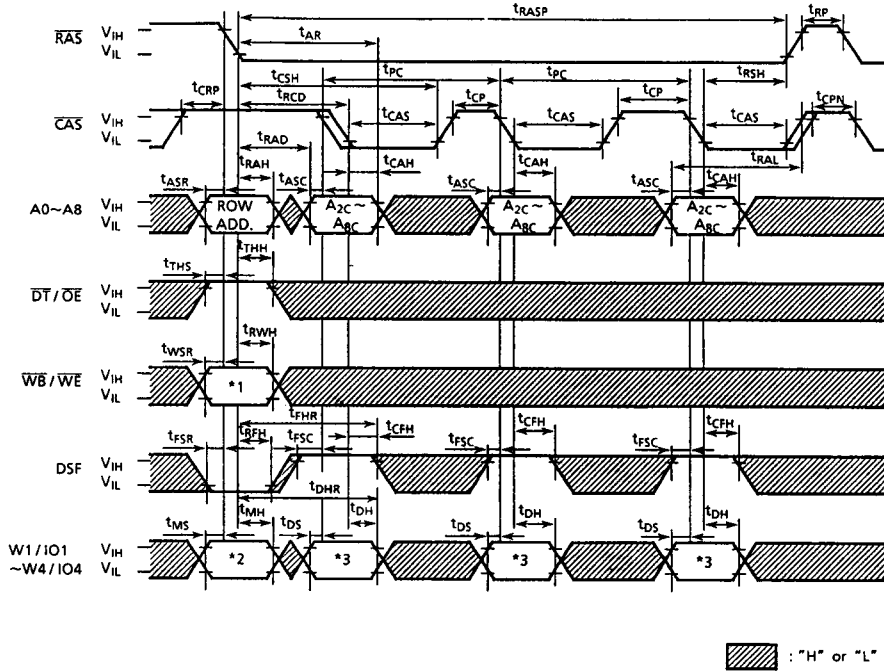 tRASP
tRP
RAS
VIH
VIL
tAR
tCSH
tPC
tPC
tRSH
tCRP
tRCD
tCP
tCP
tCPN
CAS
VIH
VIL
tCAS
tCAS
tCAS
tRAD
tRAL
tRAH
tCAH
tCAH
tCAH
tASR
tASC
tASC
tASC
A0~A8
VIH
VIL
ROW
ADD.
A2C~
A8C
A2C~
A8C
A2C~
A8C
tTHH
tTHS
DT/OE
VIH
VIL
tRWH
tWSR
WB/WE
VIH
VIL
*1
tFHR
tFSR
tRFH
tFSC
tCFH
tFSC
tCFH
tFSC
tCFH
DSF
VIH
VIL
tDHR
tMS
tMH
tDS
tDH
tDS
tDH
tDS
tDH
W1/IO1
~W4/IO4
VIH
VIL
*2
*3
*3
*3
: "H" or "L"